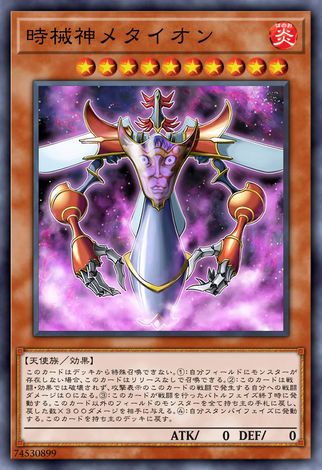 時械神メタイオン
ほのお
炎
【天使族／効果】
このカードはデッキから特殊召喚できない。①：自分フィールドにモンスターが
存在しない場合、このカードはリリースなしで召喚できる。②：このカードは戦
闘・効果では破壊されず、攻撃表示のこのカードの戦闘で発生する自分への戦闘
ダメージは０になる。③：このカードが戦闘を行ったバトルフェイズ終了時に発
動する。このカード以外のフィールドのモンスターを全て持ち主の手札に戻し、
戻した数×３００ダメージを相手に与える。④：自分スタンバイフェイズに発動
する。このカードを持ち主のデッキに戻す。
ATK/ 0 DEF/ 0
74530899